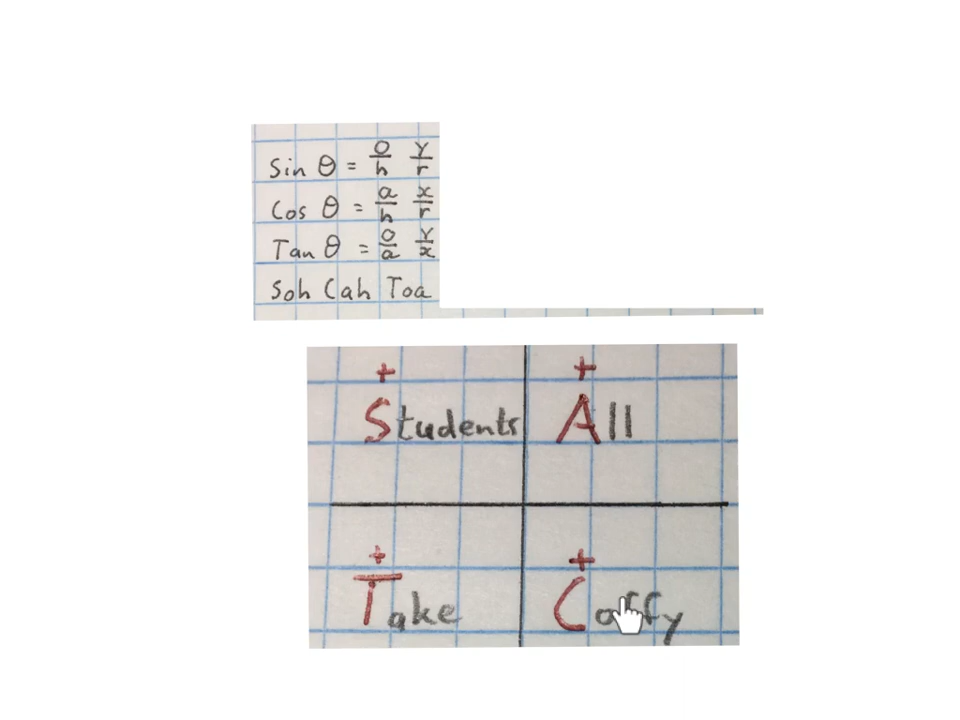 Sin θ = o/h y/r
Cos θ = a/h x/r
Tan θ = o/a y/x
Soh Cah Toa
+ +
Students All
+ +
Take Coffy